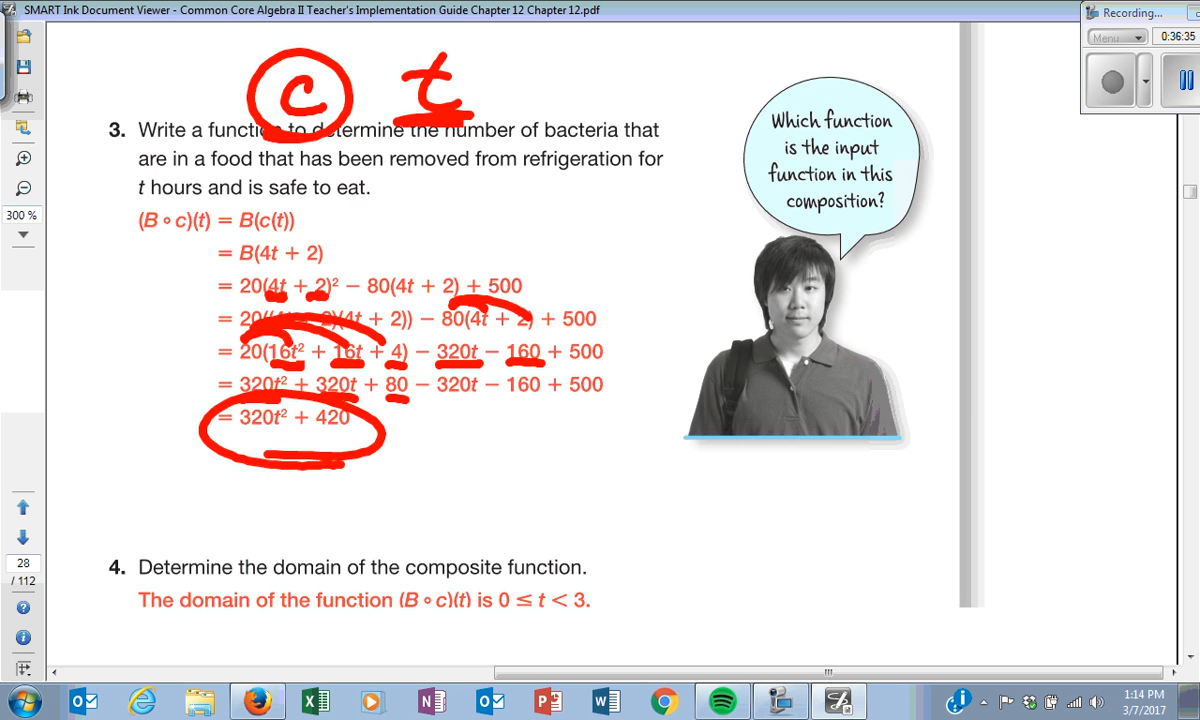 SMART Ink Document Viewer - Common Core Algebra II Teacher's Implementation Guide Chapter 12 Chapter 12.pdf
Recording...
Menu
0:36:35
c t
3. Write a function to determine the number of bacteria that
are in a food that has been removed from refrigeration for
t hours and is safe to eat.
(B ∘ c)(t) = B(c(t))
= B(4t + 2)
= 20(4t + 2)² − 80(4t + 2) + 500
= 20((4t + 2)(4t + 2)) − 80(4t + 2) + 500
= 20(16t² + 16t + 4) − 320t − 160 + 500
= 320t² + 320t + 80 − 320t − 160 + 500
= 320t² + 420
Which function
is the input
function in this
composition?
4. Determine the domain of the composite function.
The domain of the function (B ∘ c)(t) is 0 ≤ t < 3.
300 %
28
/ 112
1:14 PM
3/7/2017